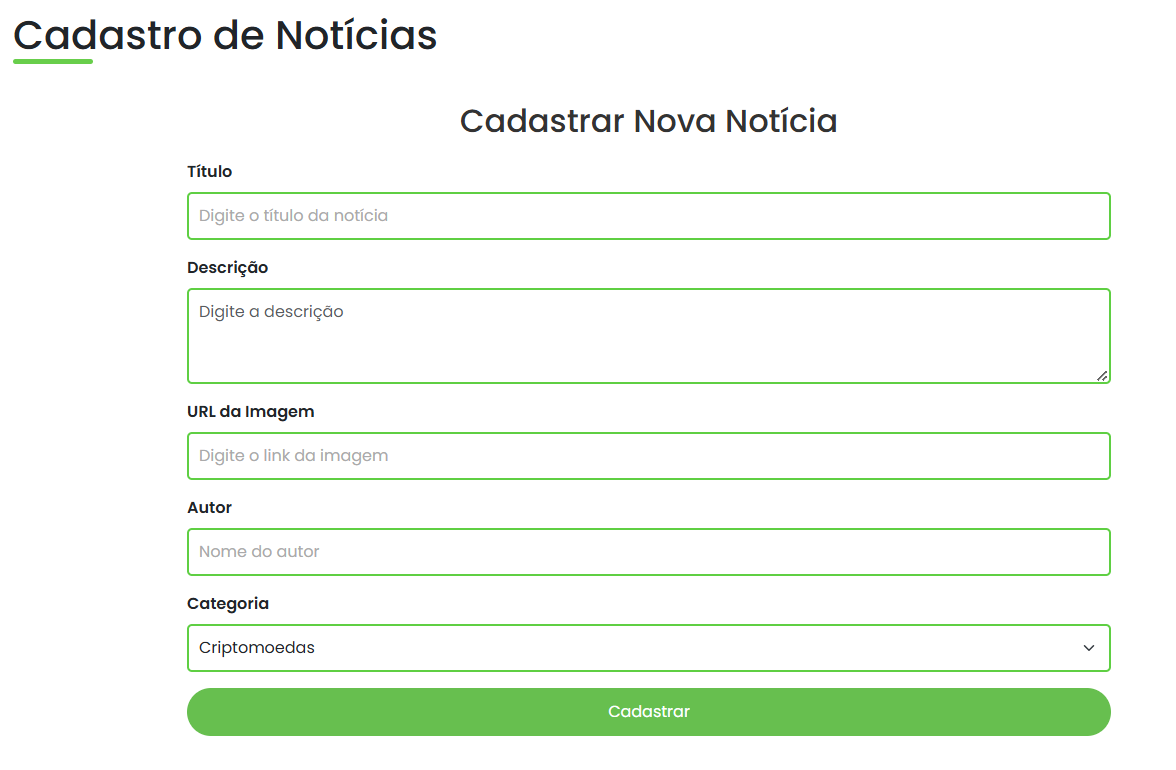 Cadastro de Notícias
Cadastrar Nova Notícia
Título
Digite o título da notícia
Descrição
Digite a descrição
URL da Imagem
Digite o link da imagem
Autor
Nome do autor
Categoria
Criptomoedas
Cadastrar